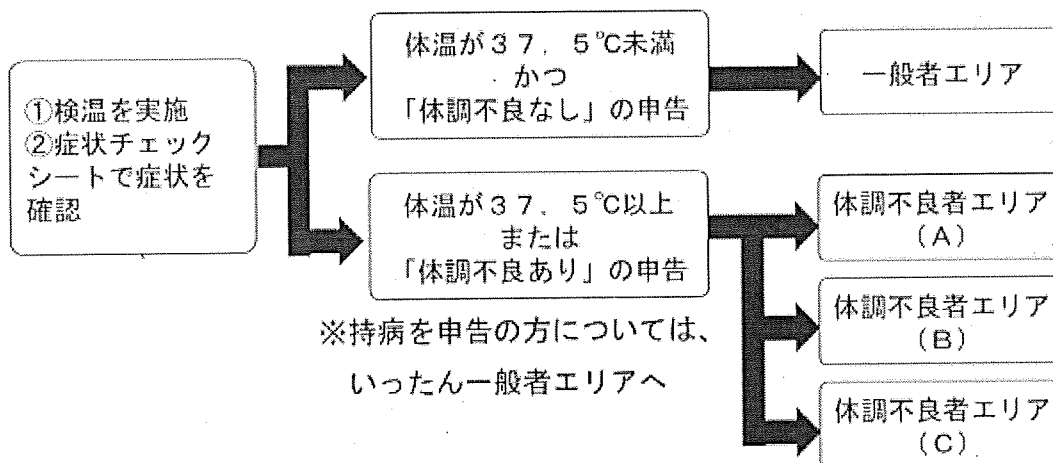 ①検温を実施
②症状チェック
シートで症状を
確認
体温が37.5℃未満
かつ
「体調不良なし」の申告
一般者エリア
体温が37.5℃以上
または
「体調不良あり」の申告
体調不良者エリア
(A)
体調不良者エリア
(B)
体調不良者エリア
(C)
※持病を申告の方については、
いったん一般者エリアへ